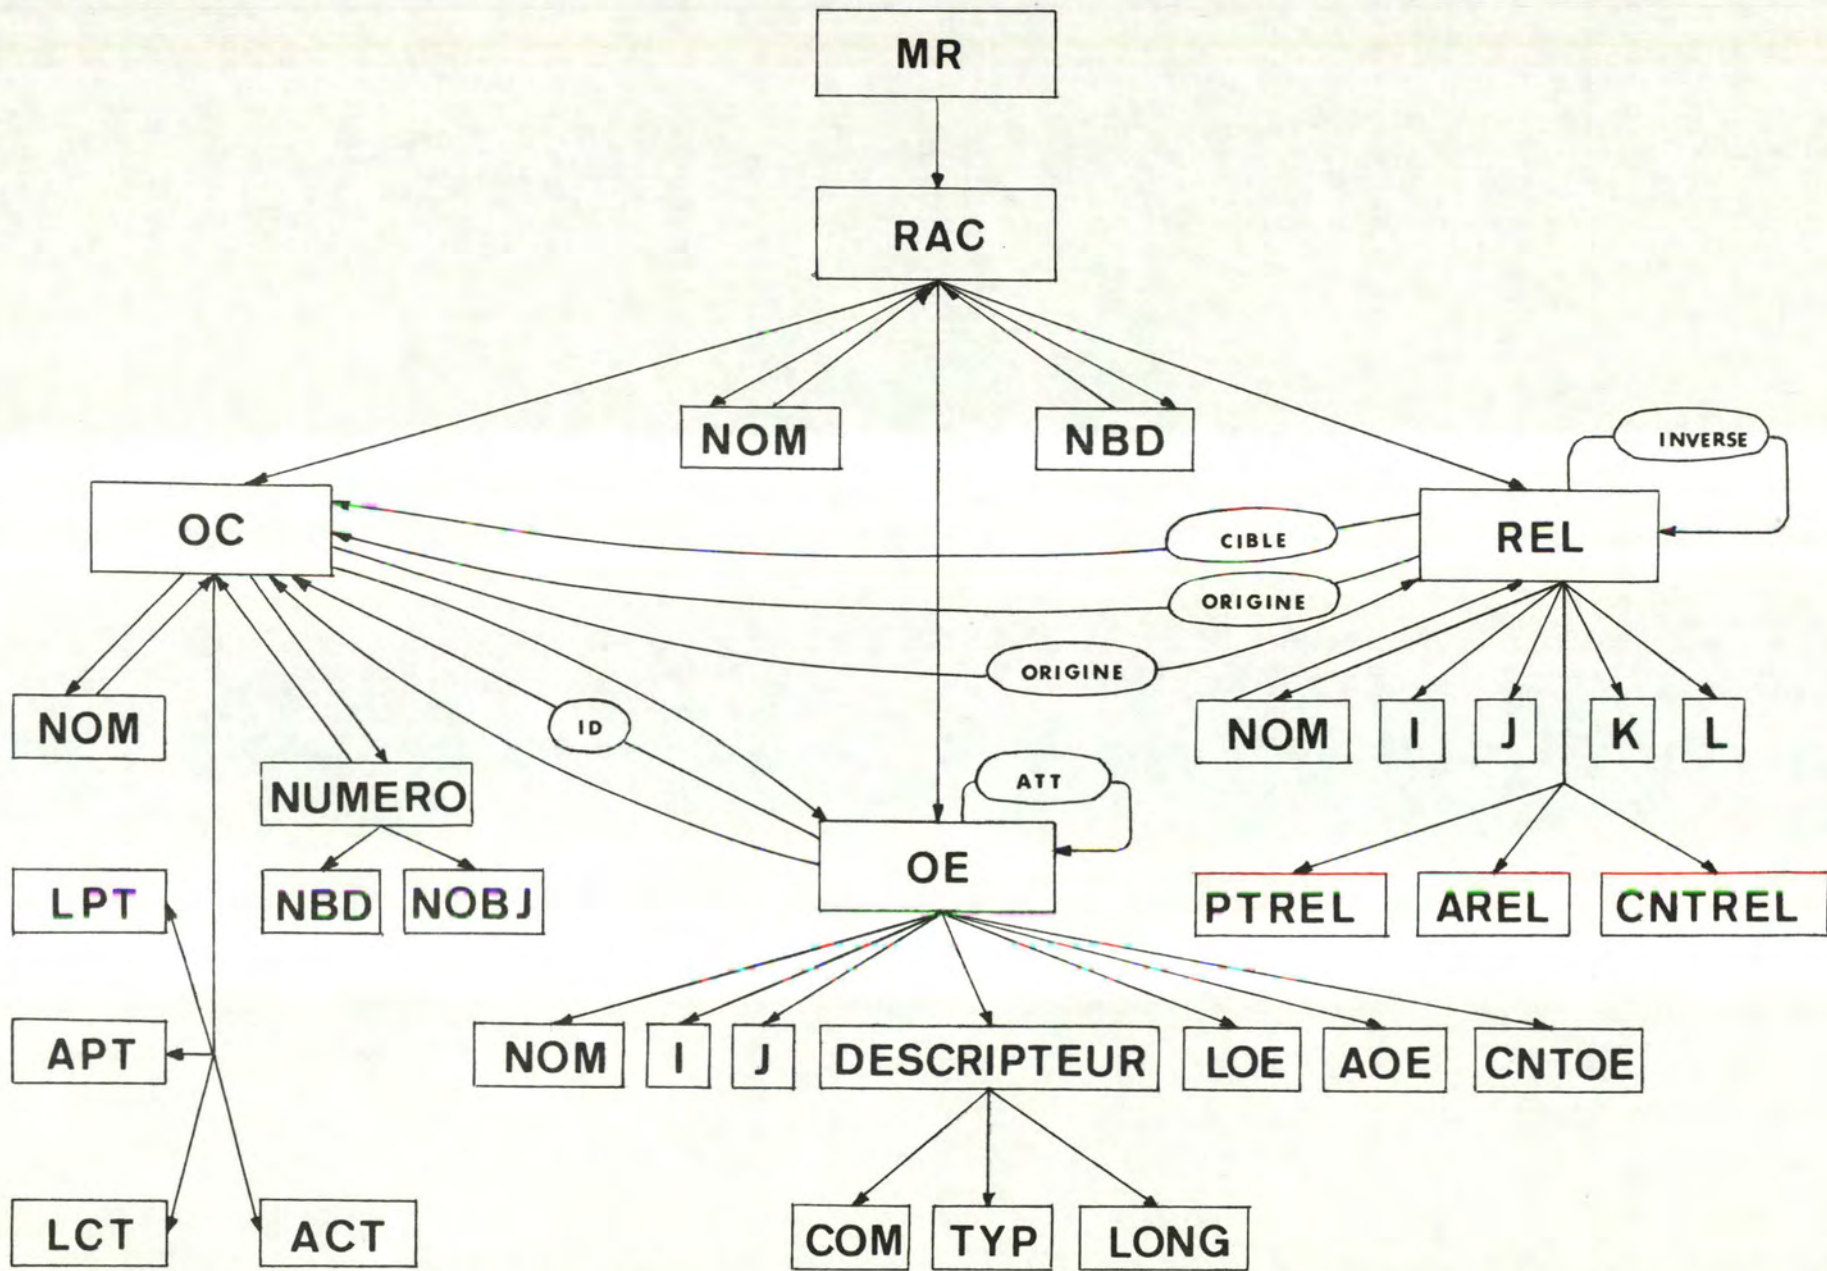 MR
RAC
NOM
NBD
INVERSE
OC
CIBLE
REL
ORIGINE
ORIGINE
NOM
ID
NOM
I
J
K
L
NUMERO
ATT
OE
LPT
NBD
NOBJ
PTREL
AREL
CNTREL
APT
NOM
I
J
DESCRIPTEUR
LOE
AOE
CNTOE
LCT
ACT
COM
TYP
LONG